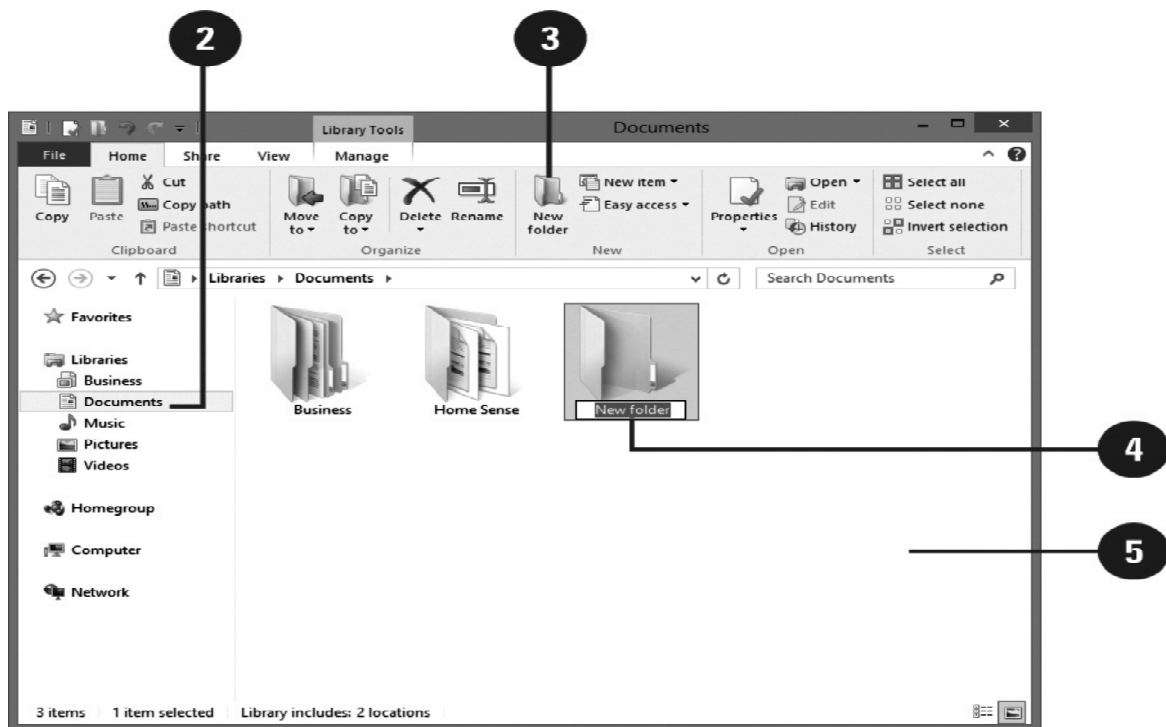 2
3
Library Tools
Documents
File
Home
Share
View
Manage
Copy
Paste
Cut
Copy path
Paste shortcut
Clipboard
Move to
Copy to
Delete
Rename
Organize
New folder
New item
Easy access
New
Properties
Open
Edit
History
Open
Select all
Select none
Invert selection
Select
Libraries
Documents
Search Documents
Favorites
Libraries
Business
Documents
Music
Pictures
Videos
Homegroup
Computer
Network
Business
Home Sense
New folder
4
5
3 items
1 item selected
Library includes: 2 locations